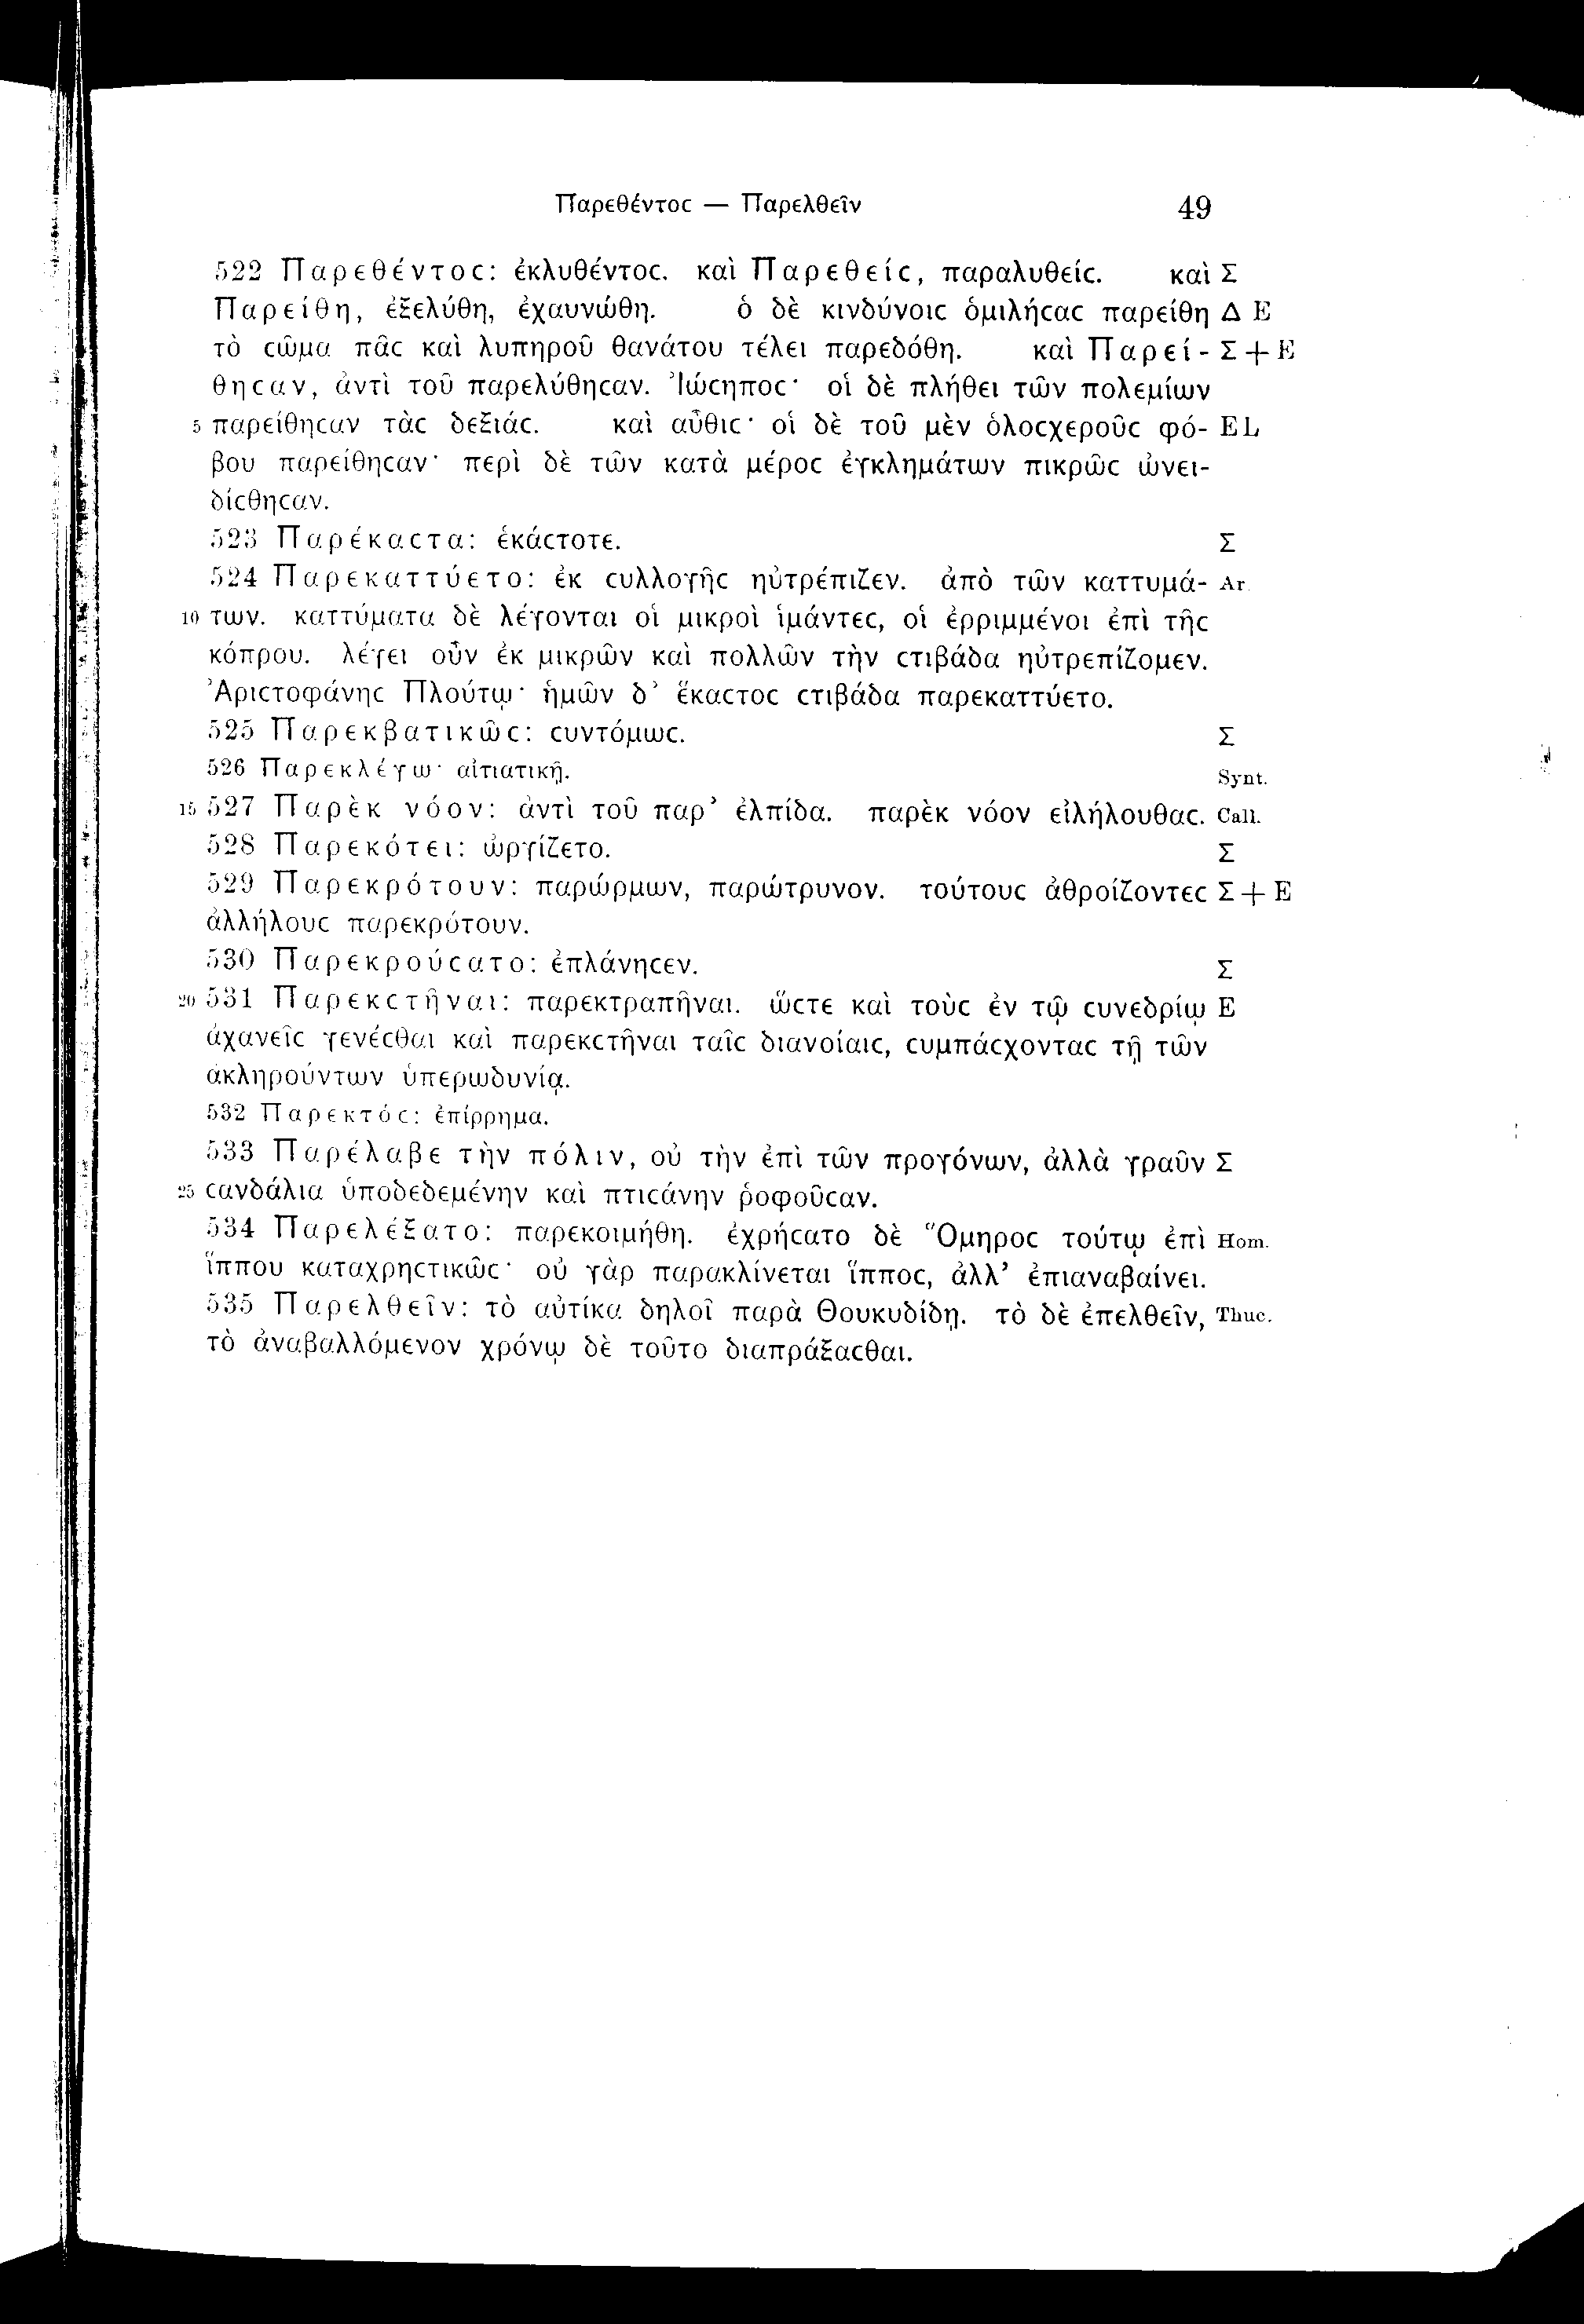 Παρεθέντοϲ — Παρελθεῖν 49
522 Παρεθέντοϲ: ἐκλυθέντοϲ. καὶ Παρεθείϲ, παραλυθείϲ. καὶ Σ
Παρείθη, ἐξελύθη, ἐχαυνώθη. ὁ δὲ κινδύνοιϲ ὁμιλήϲαϲ παρείθη Δ E
τὸ ϲῶμα πᾶϲ καὶ λυπηροῦ θανάτου τέλει παρεδόθη. καὶ Παρεί- Σ + E
θηϲαν, ἀντὶ τοῦ παρελύθηϲαν. Ἰώϲηποϲ· οἱ δὲ πλήθει τῶν πολεμίων
5 παρείθηϲαν τὰϲ δεξιάϲ. καὶ αὖθιϲ· οἱ δὲ τοῦ μὲν ὁλοϲχεροῦϲ φό- EL
βου παρείθηϲαν· περὶ δὲ τῶν κατὰ μέροϲ ἐγκλημάτων πικρῶϲ ὠνει-
δίϲθηϲαν.
523 Παρέκαϲτα: ἑκάϲτοτε. Σ
524 Παρεκαττύετο: ἐκ ϲυλλογῆϲ ηὐτρέπιζεν. ἀπὸ τῶν καττυμά- Ar.
10 των. καττύματα δὲ λέγονται οἱ μικροὶ ἱμάντεϲ, οἱ ἐρριμμένοι ἐπὶ τῆϲ
κόπρου. λέγει οὖν ἐκ μικρῶν καὶ πολλῶν τὴν ϲτιβάδα ηὐτρεπίζομεν.
Ἀριϲτοφάνηϲ Πλούτῳ· ἡμῶν δ’ ἕκαϲτοϲ ϲτιβάδα παρεκαττύετο.
525 Παρεκβατικῶϲ: ϲυντόμωϲ. Σ
526 Παρεκλέγω· αἰτιατικῇ. Synt.
15 527 Παρὲκ νόον: ἀντὶ τοῦ παρ’ ἐλπίδα. παρὲκ νόον εἰλήλουθαϲ. Call.
528 Παρεκότει: ὠργίζετο. Σ
529 Παρεκρότουν: παρώρμων, παρώτρυνον. τούτουϲ ἀθροίζοντεϲ Σ + E
ἀλλήλουϲ παρεκρότουν.
530 Παρεκρούϲατο: ἐπλάνηϲεν. Σ
20 531 Παρεκϲτῆναι: παρεκτραπῆναι. ὥϲτε καὶ τοὺϲ ἐν τῷ ϲυνεδρίῳ E
ἀχανεῖϲ γενέϲθαι καὶ παρεκϲτῆναι ταῖϲ διανοίαιϲ, ϲυμπάϲχονταϲ τῇ τῶν
ἀκληρούντων ὑπερωδυνίᾳ.
532 Παρεκτόϲ: ἐπίρρημα.
533 Παρέλαβε τὴν πόλιν, οὐ τὴν ἐπὶ τῶν προγόνων, ἀλλὰ γραῦν Σ
25 ϲανδάλια ὑποδεδεμένην καὶ πτιϲάνην ῥοφοῦϲαν.
534 Παρελέξατο: παρεκοιμήθη. ἐχρήϲατο δὲ Ὅμηροϲ τούτῳ ἐπὶ Hom.
ἵππου καταχρηϲτικῶϲ· οὐ γὰρ παρακλίνεται ἵπποϲ, ἀλλ’ ἐπιαναβαίνει.
535 Παρελθεῖν: τὸ αὐτίκα δηλοῖ παρὰ Θουκυδίδῃ. τὸ δὲ ἐπελθεῖν, Thuc.
τὸ ἀναβαλλόμενον χρόνῳ δὲ τοῦτο διαπράξαϲθαι.